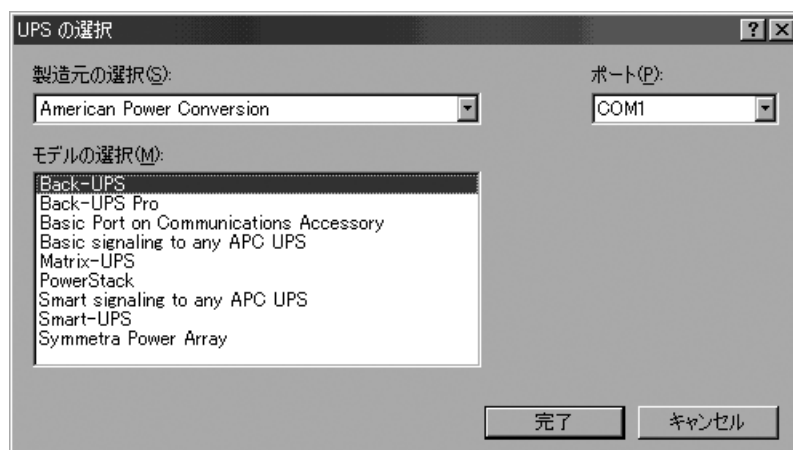 UPS の選択
製造元の選択(S):
ポート(P):
American Power Conversion
COM1
モデルの選択(M):
Back-UPS
Back-UPS Pro
Basic Port on Communications Accessory
Basic signaling to any APC UPS
Matrix-UPS
PowerStack
Smart signaling to any APC UPS
Smart-UPS
Symmetra Power Array
完了
キャンセル